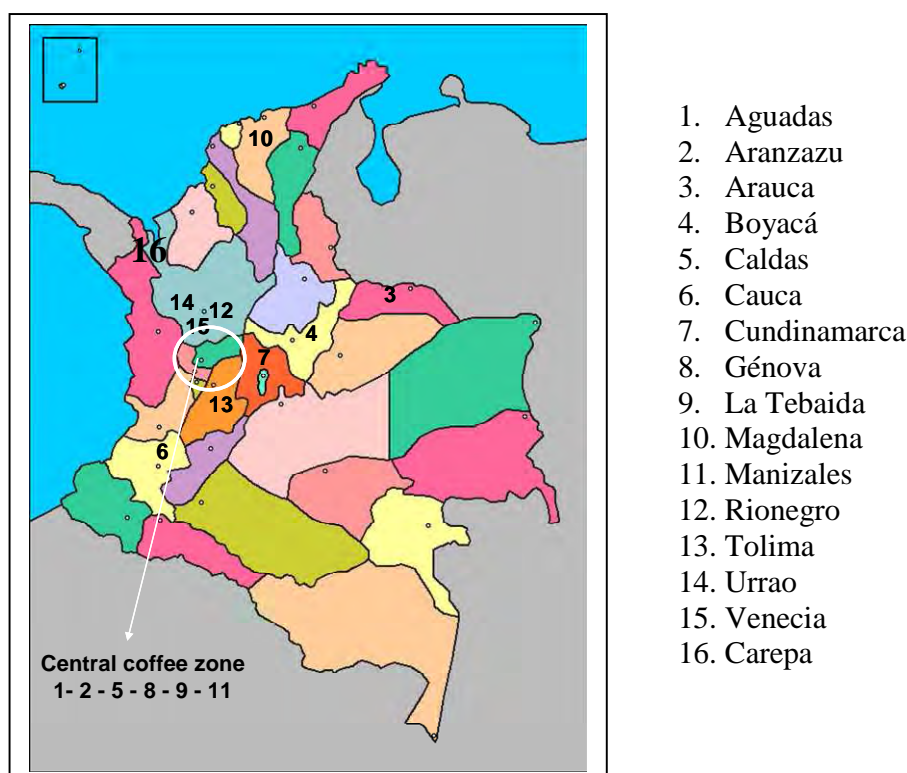 10
16
3
14
12
15
4
7
13
6
Central coffee zone
1- 2 - 5 - 8 - 9 - 11
1. Aguadas
2. Aranzazu
3. Arauca
4. Boyacá
5. Caldas
6. Cauca
7. Cundinamarca
8. Génova
9. La Tebaida
10. Magdalena
11. Manizales
12. Rionegro
13. Tolima
14. Urrao
15. Venecia
16. Carepa